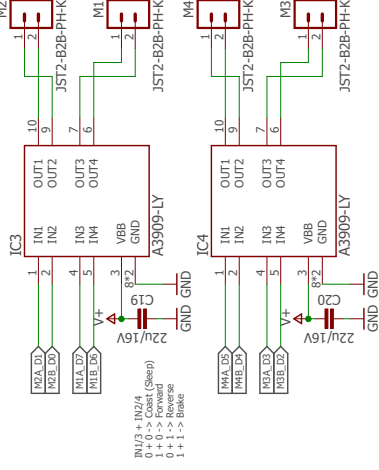 M2
M1
M4
M3
JST2-B2B-PH-K
JST2-B2B-PH-K
JST2-B2B-PH-K
JST2-B2B-PH-K
1
2
1
2
1
2
1
2
10
9
7
6
10
9
7
6
OUT1
OUT2
OUT3
OUT4
OUT1
OUT2
OUT3
OUT4
IC3
IN1
IN2
IN3
IN4
VBB
GND
A3909-LY
IC4
IN1
IN2
IN3
IN4
VBB
GND
A3909-LY
1
2
4
5
3
8*2
1
2
4
5
3
8*2
GND
GND
V+
C19
22u/16V
GND
V+
C20
22u/16V
GND
M2A_D1
M2B_D0
M1A_D7
M1B_D6
M4A_D5
M4B_D4
M3A_D3
M3B_D2
IN1/3 + IN2/4
0 + 0 -> Coast (Sleep)
1 + 0 -> Forward
0 + 1 -> Reverse
1 + 1 -> Brake